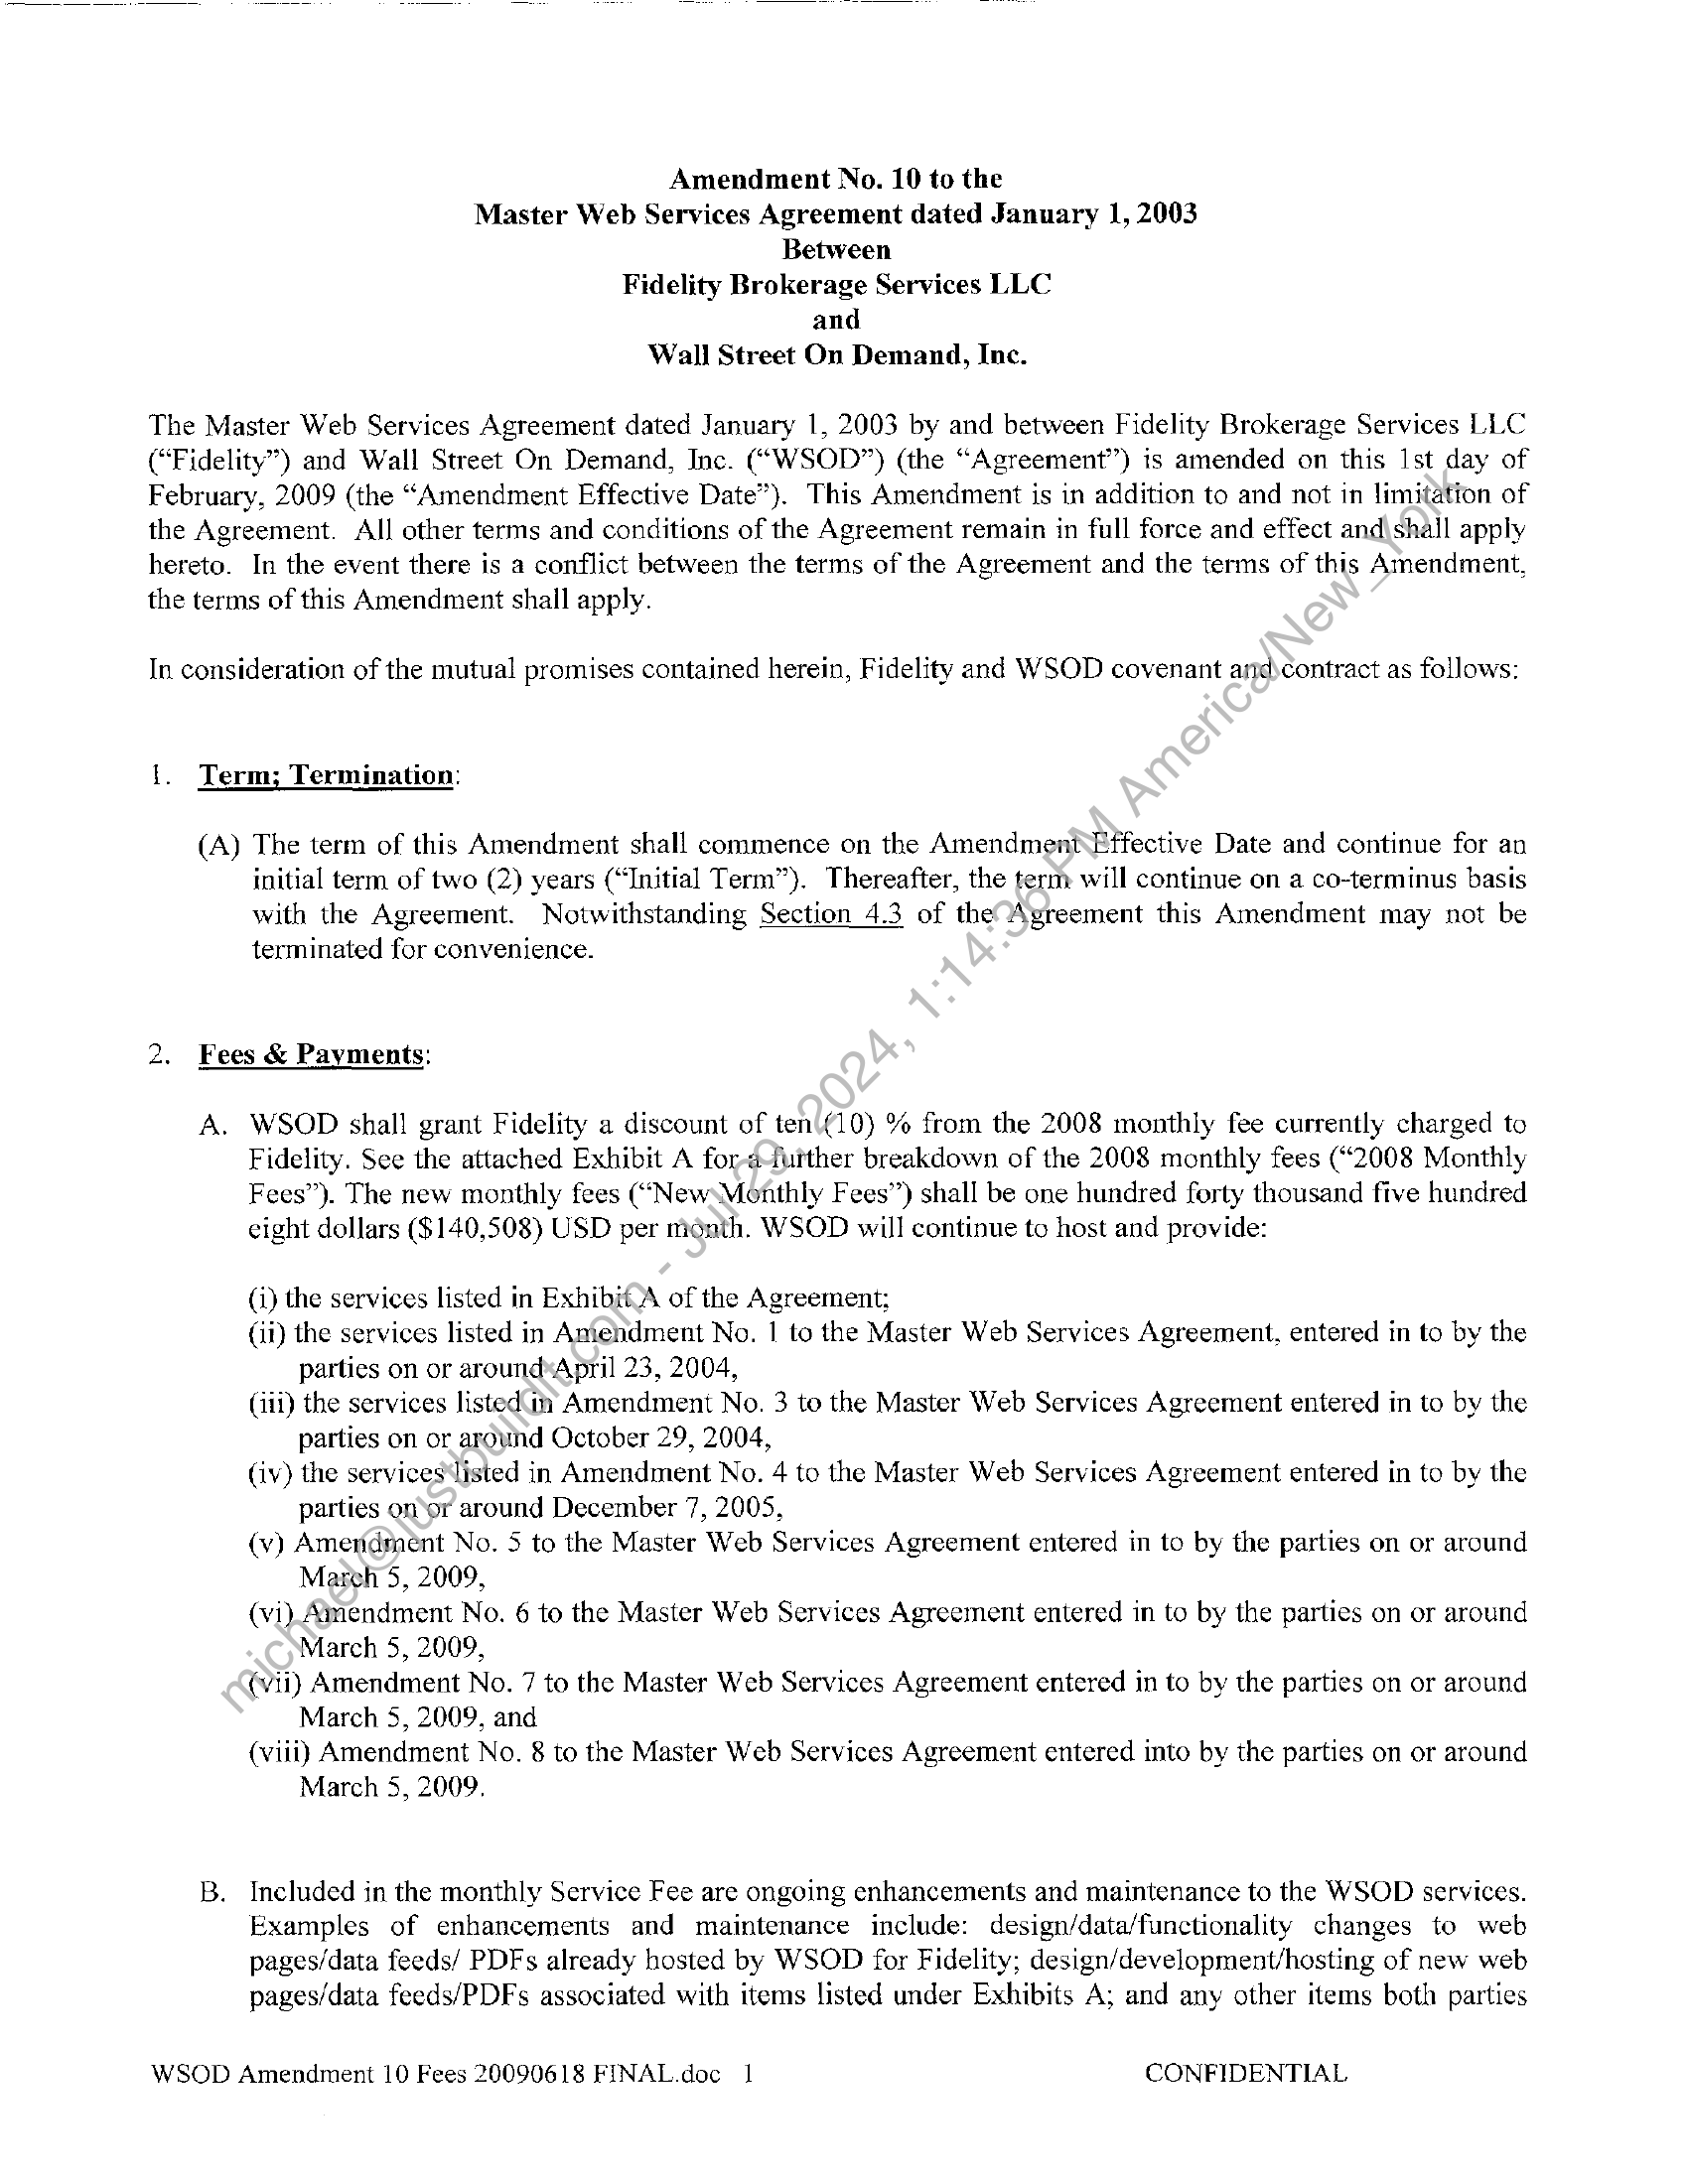 Amendment No. 10 to the
Master Web Services Agreement dated January 1, 2003
Between
Fidelity Brokerage Services LLC
and
Wall Street On Demand, Inc.
The Master Web Services Agreement dated January 1, 2003 by and between Fidelity Brokerage Services LLC
(“Fidelity”) and Wall Street On Demand, Inc. (“WSOD”) (the “Agreement”) is amended on this 1st day of
February, 2009 (the “Amendment Effective Date”). This Amendment is in addition to and not in limitation of
the Agreement. All other terms and conditions of the Agreement remain in full force and effect and shall apply
hereto. In the event there is a conflict between the terms of the Agreement and the terms of this Amendment,
the terms of this Amendment shall apply.
In consideration of the mutual promises contained herein, Fidelity and WSOD covenant and contract as follows:
1. Term; Termination:
(A) The term of this Amendment shall commence on the Amendment Effective Date and continue for an
initial term of two (2) years (“Initial Term”). Thereafter, the term will continue on a co-terminus basis
with the Agreement. Notwithstanding Section 4.3 of the Agreement this Amendment may not be
terminated for convenience.
2. Fees & Payments:
A. WSOD shall grant Fidelity a discount of ten (10) % from the 2008 monthly fee currently charged to
Fidelity. See the attached Exhibit A for a further breakdown of the 2008 monthly fees (“2008 Monthly
Fees”). The new monthly fees (“New Monthly Fees”) shall be one hundred forty thousand five hundred
eight dollars ($140,508) USD per month. WSOD will continue to host and provide:
(i) the services listed in Exhibit A of the Agreement;
(ii) the services listed in Amendment No. 1 to the Master Web Services Agreement, entered in to by the
parties on or around April 23, 2004,
(iii) the services listed in Amendment No. 3 to the Master Web Services Agreement entered in to by the
parties on or around October 29, 2004,
(iv) the services listed in Amendment No. 4 to the Master Web Services Agreement entered in to by the
parties on or around December 7, 2005,
(v) Amendment No. 5 to the Master Web Services Agreement entered in to by the parties on or around
March 5, 2009,
(vi) Amendment No. 6 to the Master Web Services Agreement entered in to by the parties on or around
March 5, 2009,
(vii) Amendment No. 7 to the Master Web Services Agreement entered in to by the parties on or around
March 5, 2009, and
(viii) Amendment No. 8 to the Master Web Services Agreement entered into by the parties on or around
March 5, 2009.
B. Included in the monthly Service Fee are ongoing enhancements and maintenance to the WSOD services.
Examples of enhancements and maintenance include: design/data/functionality changes to web
pages/data feeds/ PDFs already hosted by WSOD for Fidelity; design/development/hosting of new web
pages/data feeds/PDFs associated with items listed under Exhibits A; and any other items both parties
WSOD Amendment 10 Fees 20090618 FINAL.doc 1 CONFIDENTIAL
michael@justbuildit.com - Jul 29, 2024, 1:14:36 PM America/New_York